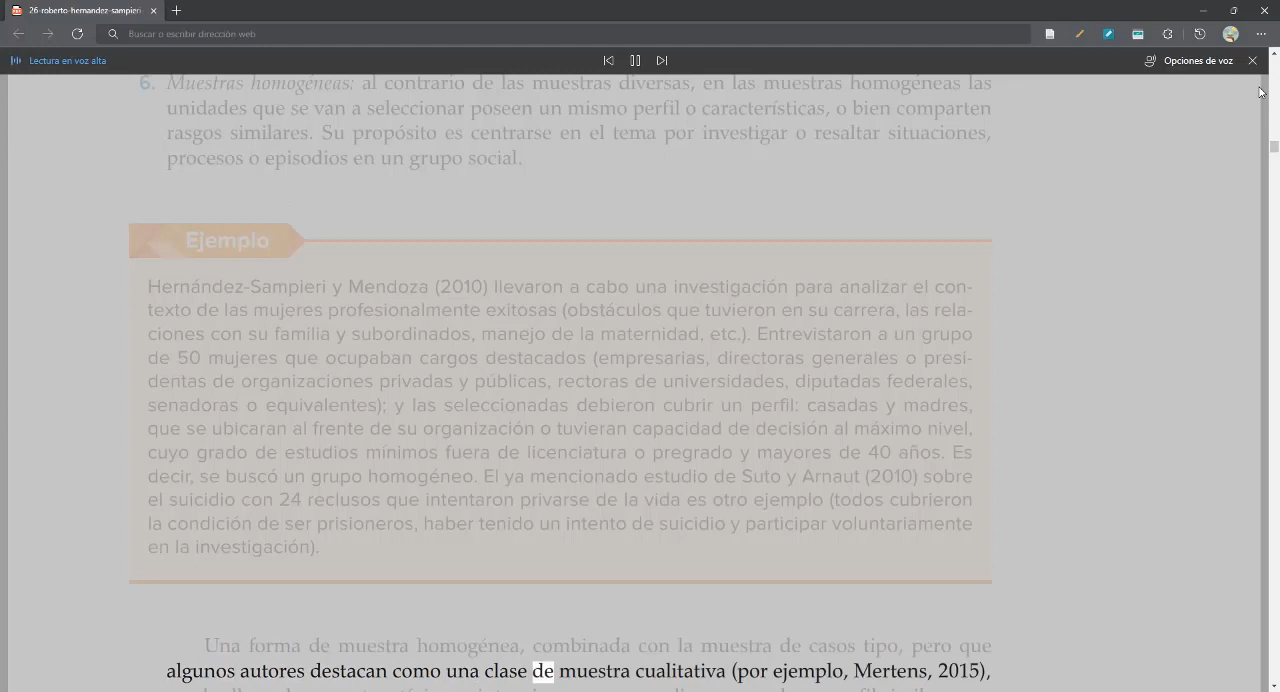 26-roberto-hernandez-sampieri
Buscar o escribir dirección web
Lectura en voz alta
Opciones de voz
6. Muestras homogéneas: al contrario de las muestras diversas, en las muestras homogéneas las
unidades que se van a seleccionar poseen un mismo perfil o características, o bien comparten
rasgos similares. Su propósito es centrarse en el tema por investigar o resaltar situaciones,
procesos o episodios en un grupo social.
Ejemplo
Hernández-Sampieri y Mendoza (2010) llevaron a cabo una investigación para analizar el con-
texto de las mujeres profesionalmente exitosas (obstáculos que tuvieron en su carrera, las rela-
ciones con su familia y subordinados, manejo de la maternidad, etc.). Entrevistaron a un grupo
de 50 mujeres que ocupaban cargos destacados (empresarias, directoras generales o presi-
dentas de organizaciones privadas y públicas, rectoras de universidades, diputadas federales,
senadoras o equivalentes); y las seleccionadas debieron cubrir un perfil: casadas y madres,
que se ubicaran al frente de su organización o tuvieran capacidad de decisión al máximo nivel,
cuyo grado de estudios mínimos fuera de licenciatura o pregrado y mayores de 40 años. Es
decir, se buscó un grupo homogéneo. El ya mencionado estudio de Suto y Arnaut (2010) sobre
el suicidio con 24 reclusos que intentaron privarse de la vida es otro ejemplo (todos cubrieron
la condición de ser prisioneros, haber tenido un intento de suicidio y participar voluntariamente
en la investigación).
Una forma de muestra homogénea, combinada con la muestra de casos tipo, pero que
algunos autores destacan como una clase de muestra cualitativa (por ejemplo, Mertens, 2015),